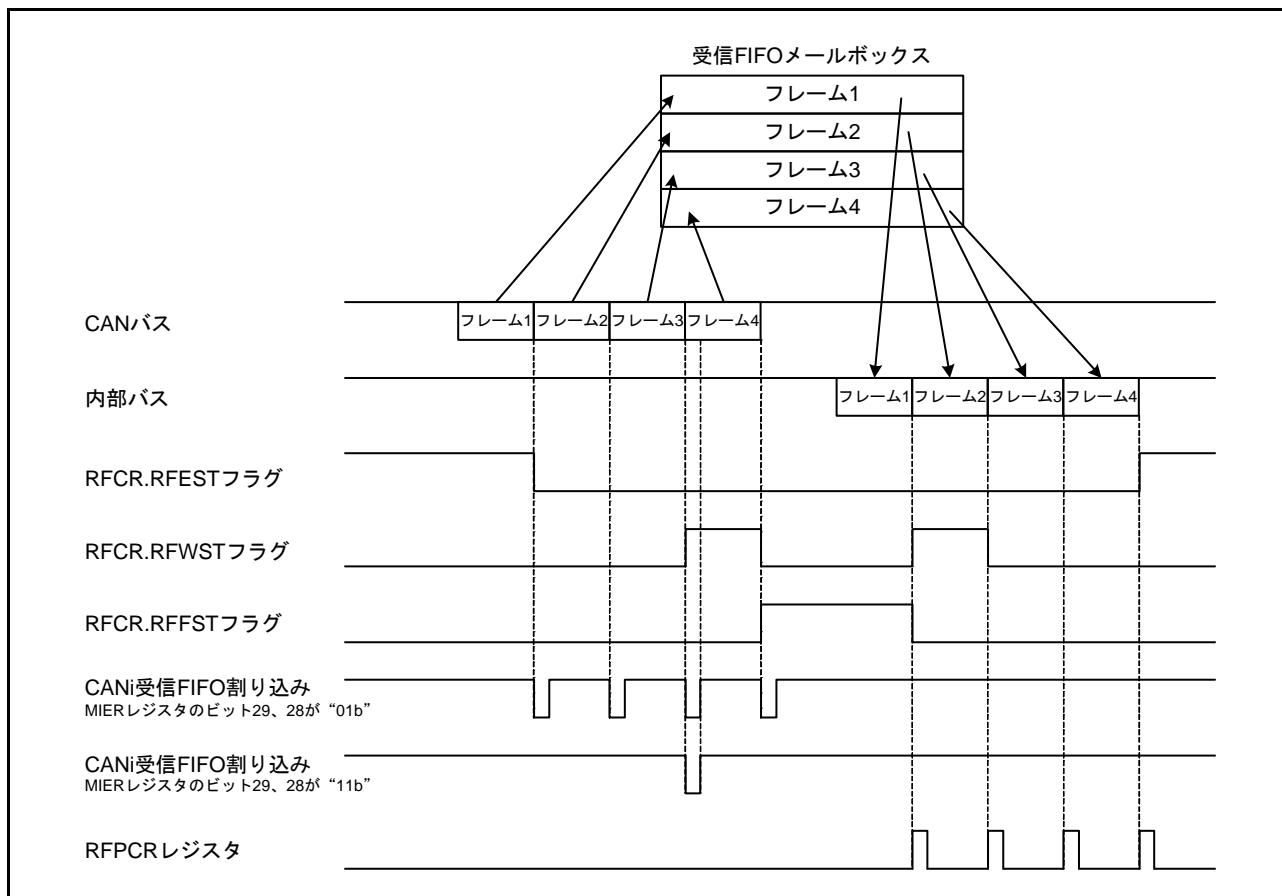 受信FIFOメールボックス
フレーム1
フレーム2
フレーム3
フレーム4
CANバス
フレーム1 フレーム2 フレーム3 フレーム4
内部バス
フレーム1 フレーム2 フレーム3 フレーム4
RFCR.RFESTフラグ
RFCR.RFWSTフラグ
RFCR.RFFSTフラグ
CANi受信FIFO割り込み
MIERレジスタのビット29、28が“01b”
CANi受信FIFO割り込み
MIERレジスタのビット29、28が“11b”
RFPCRレジスタ